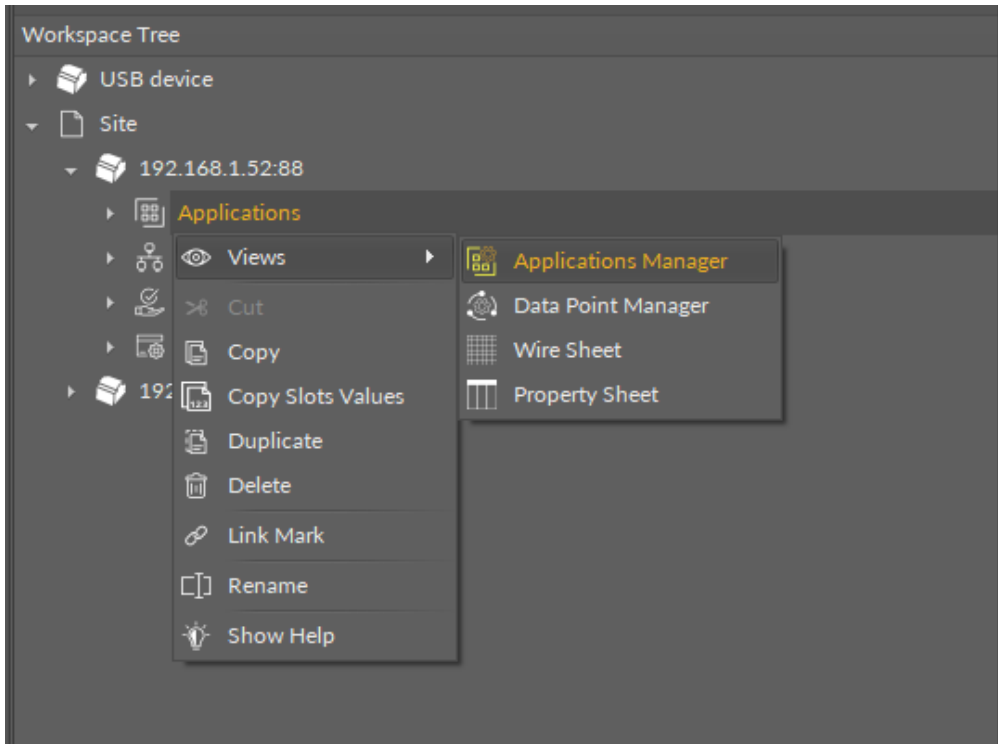 Workspace Tree
USB device
Site
192.168.1.52:88
Applications
Views
Applications Manager
Cut
Data Point Manager
Copy
Wire Sheet
192
Copy Slots Values
Property Sheet
Duplicate
Delete
Link Mark
Rename
Show Help